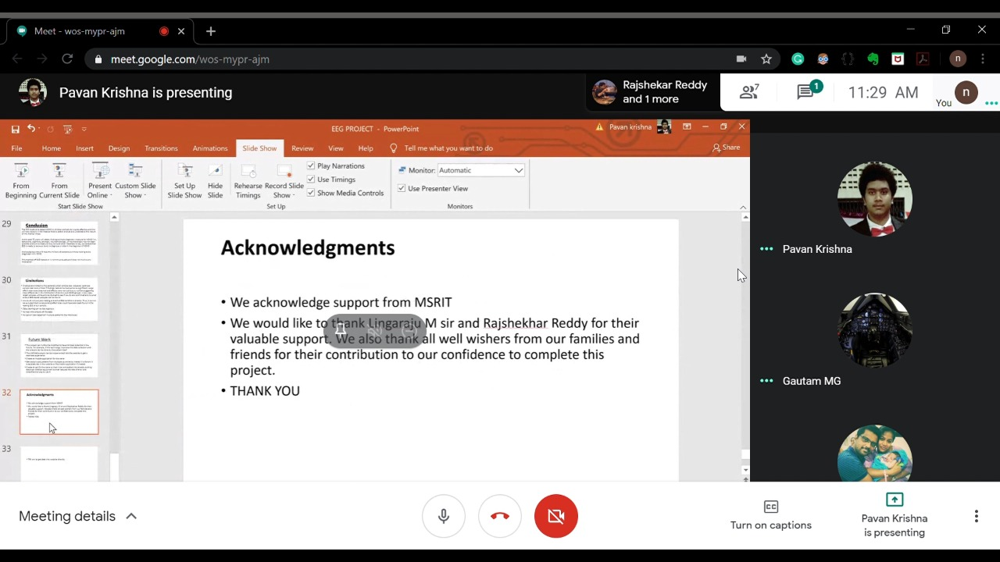 Meet - wos-mypr-ajm
meet.google.com/wos-mypr-ajm
n
Pavan Krishna is presenting
Rajshekar Reddy
and 1 more
7
1
11:29 AM
You
n
EEG PROJECT - PowerPoint
Pavan krishna
File Home Insert Design Transitions Animations Slide Show Review View Help Tell me what you want to do
Share
From Beginning
From Current Slide
Present Online
Custom Slide Show
Start Slide Show
Set Up Slide Show
Hide Slide
Rehearse Timings
Record Slide Show
Play Narrations
Use Timings
Show Media Controls
Set Up
Monitor: Automatic
Use Presenter View
Monitors
29
Conclusion
30
Limitations
31
Future Work
32
Acknowledgments
33
Acknowledgments
• We acknowledge support from MSRIT
• We would like to thank Lingaraju M sir and Rajshekhar Reddy for their
valuable support. We also thank all well wishers from our families and
friends for their contribution to our confidence to complete this
project.
• THANK YOU
Pavan Krishna
Gautam MG
Meeting details
Turn on captions
Pavan Krishna
is presenting